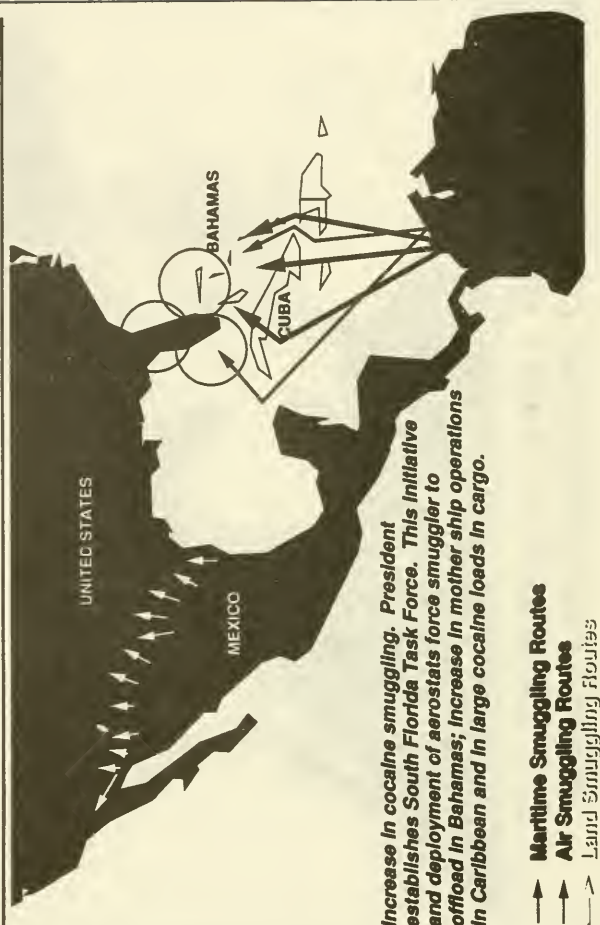 UNITED STATES
MEXICO
BAHAMAS
CUBA
Increase in cocaine smuggling. President
establishes South Florida Task Force. This initiative
and deployment of aerostats force smuggler to
offload in Bahamas; increase in mother ship operations
in Caribbean and in large cocaine loads in cargo.
Maritime Smuggling Routes
Air Smuggling Routes
Land Smuggling Routes